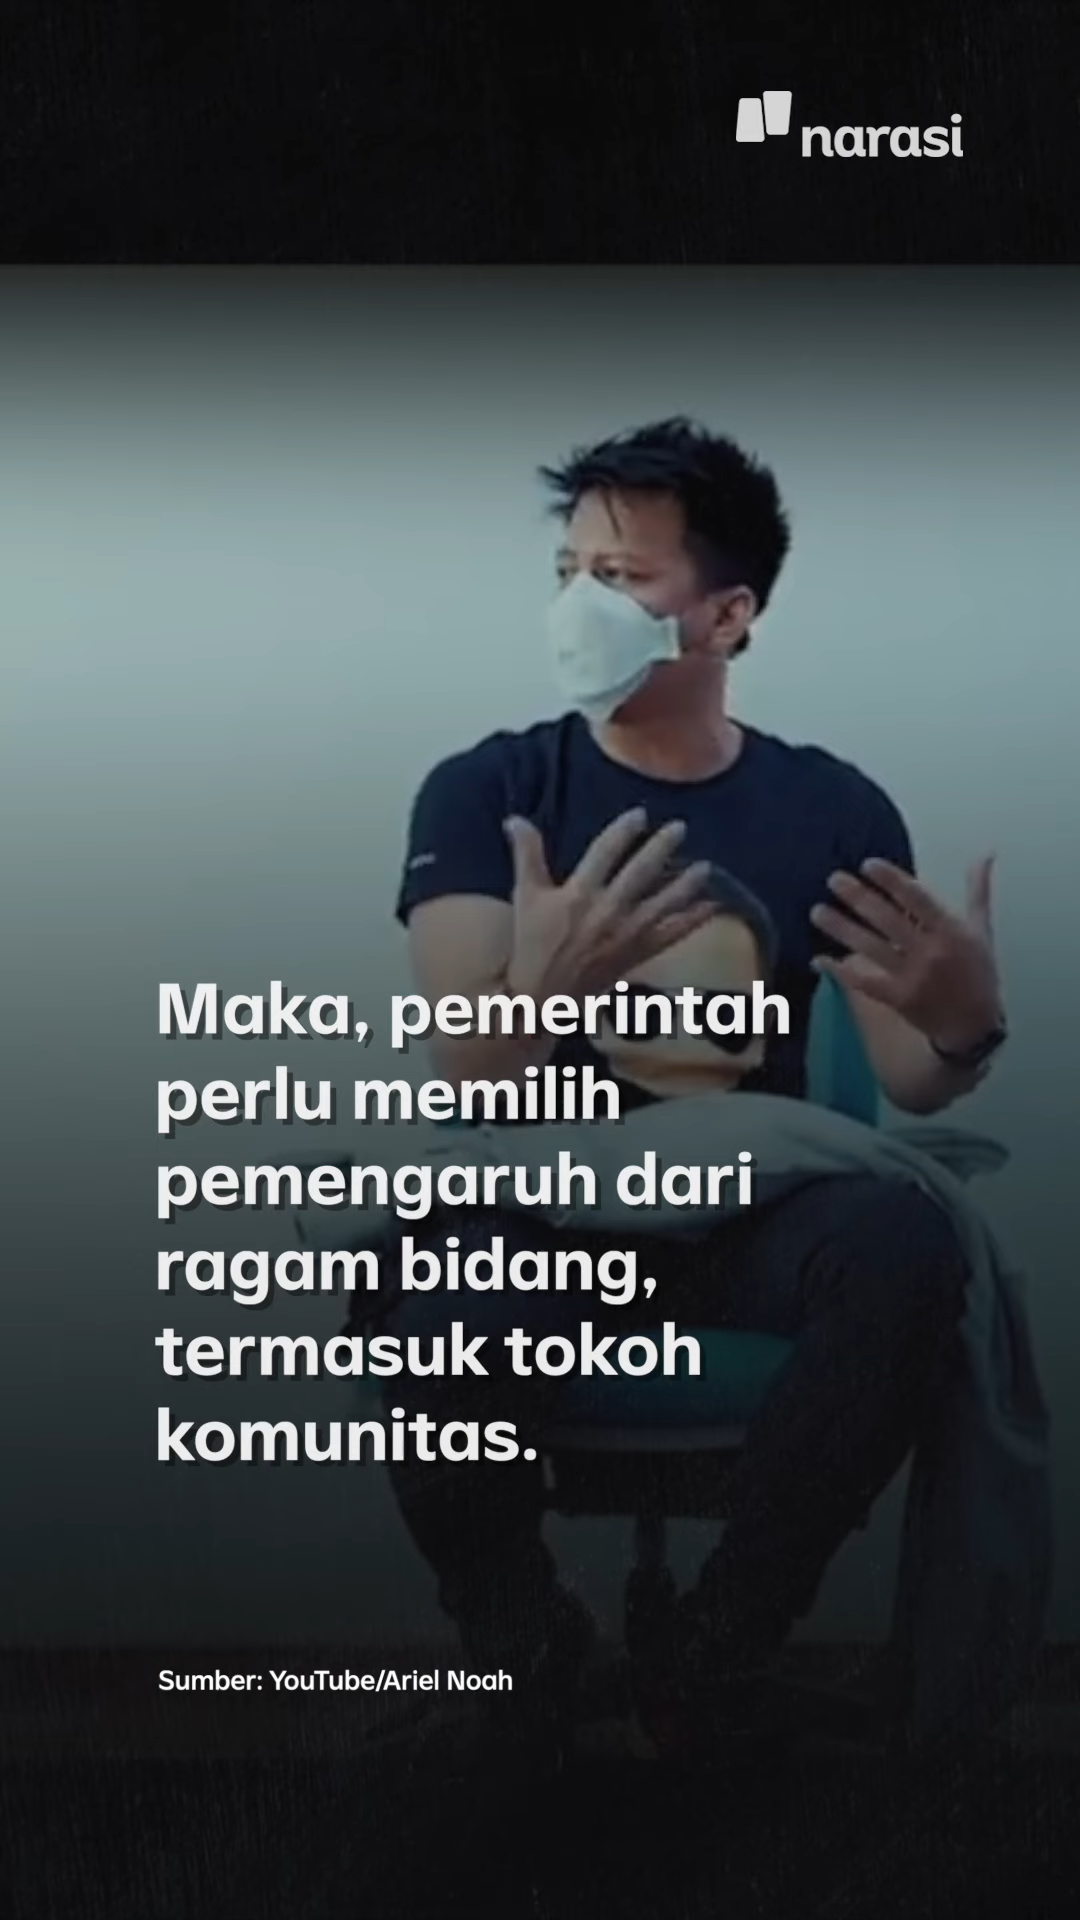 narasi
Maka, pemerintah
perlu memilih
pemengaruh dari
ragam bidang,
termasuk tokoh
komunitas.
Sumber: YouTube/Ariel Noah